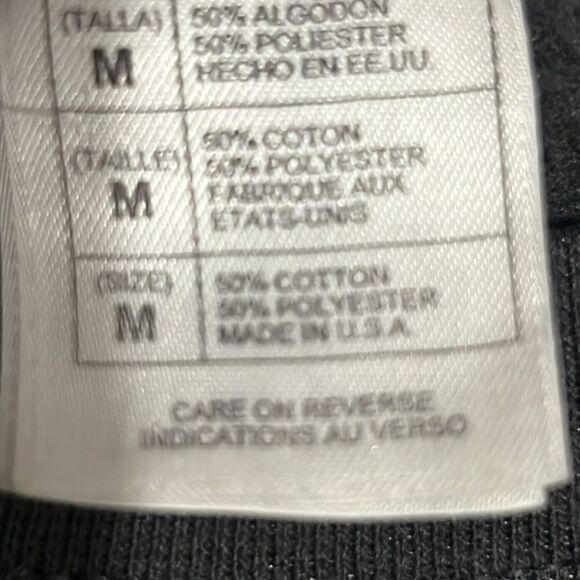 (TALLA)
M
50% ALGODON
50% POLIESTER
HECHO EN EE.UU.
(TAILLE)
M
50% COTON
50% POLYESTER
FABRIQUE AUX
ETATS-UNIS
(SIZE)
M
50% COTTON
50% POLYESTER
MADE IN U.S.A
CARE ON REVERSE
INDICATIONS AU VERSO